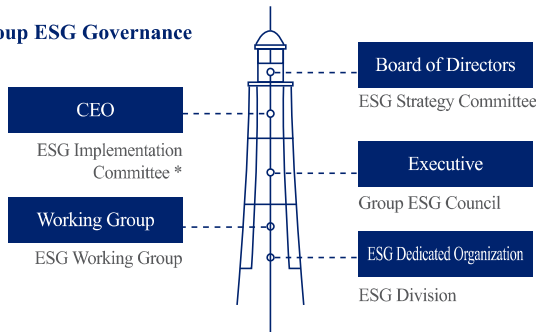 oup ESG Governance
Board of Directors
ESG Strategy Committee
CEO
ESG Implementation
Committee *
Executive
Group ESG Council
Working Group
ESG Working Group
ESG Dedicated Organization
ESG Division